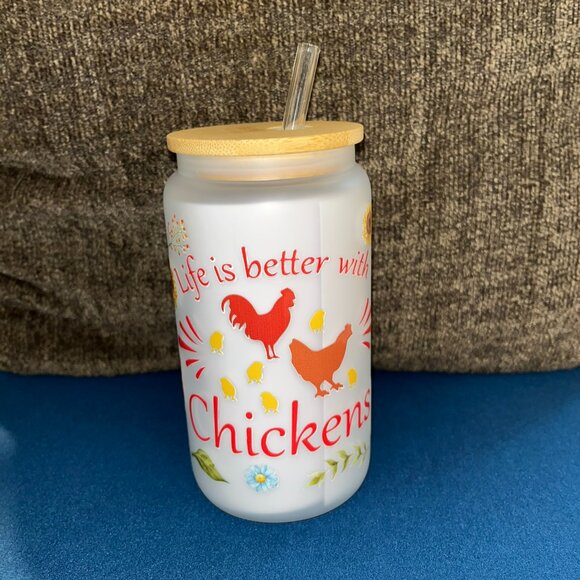 Life is better with
Chickens